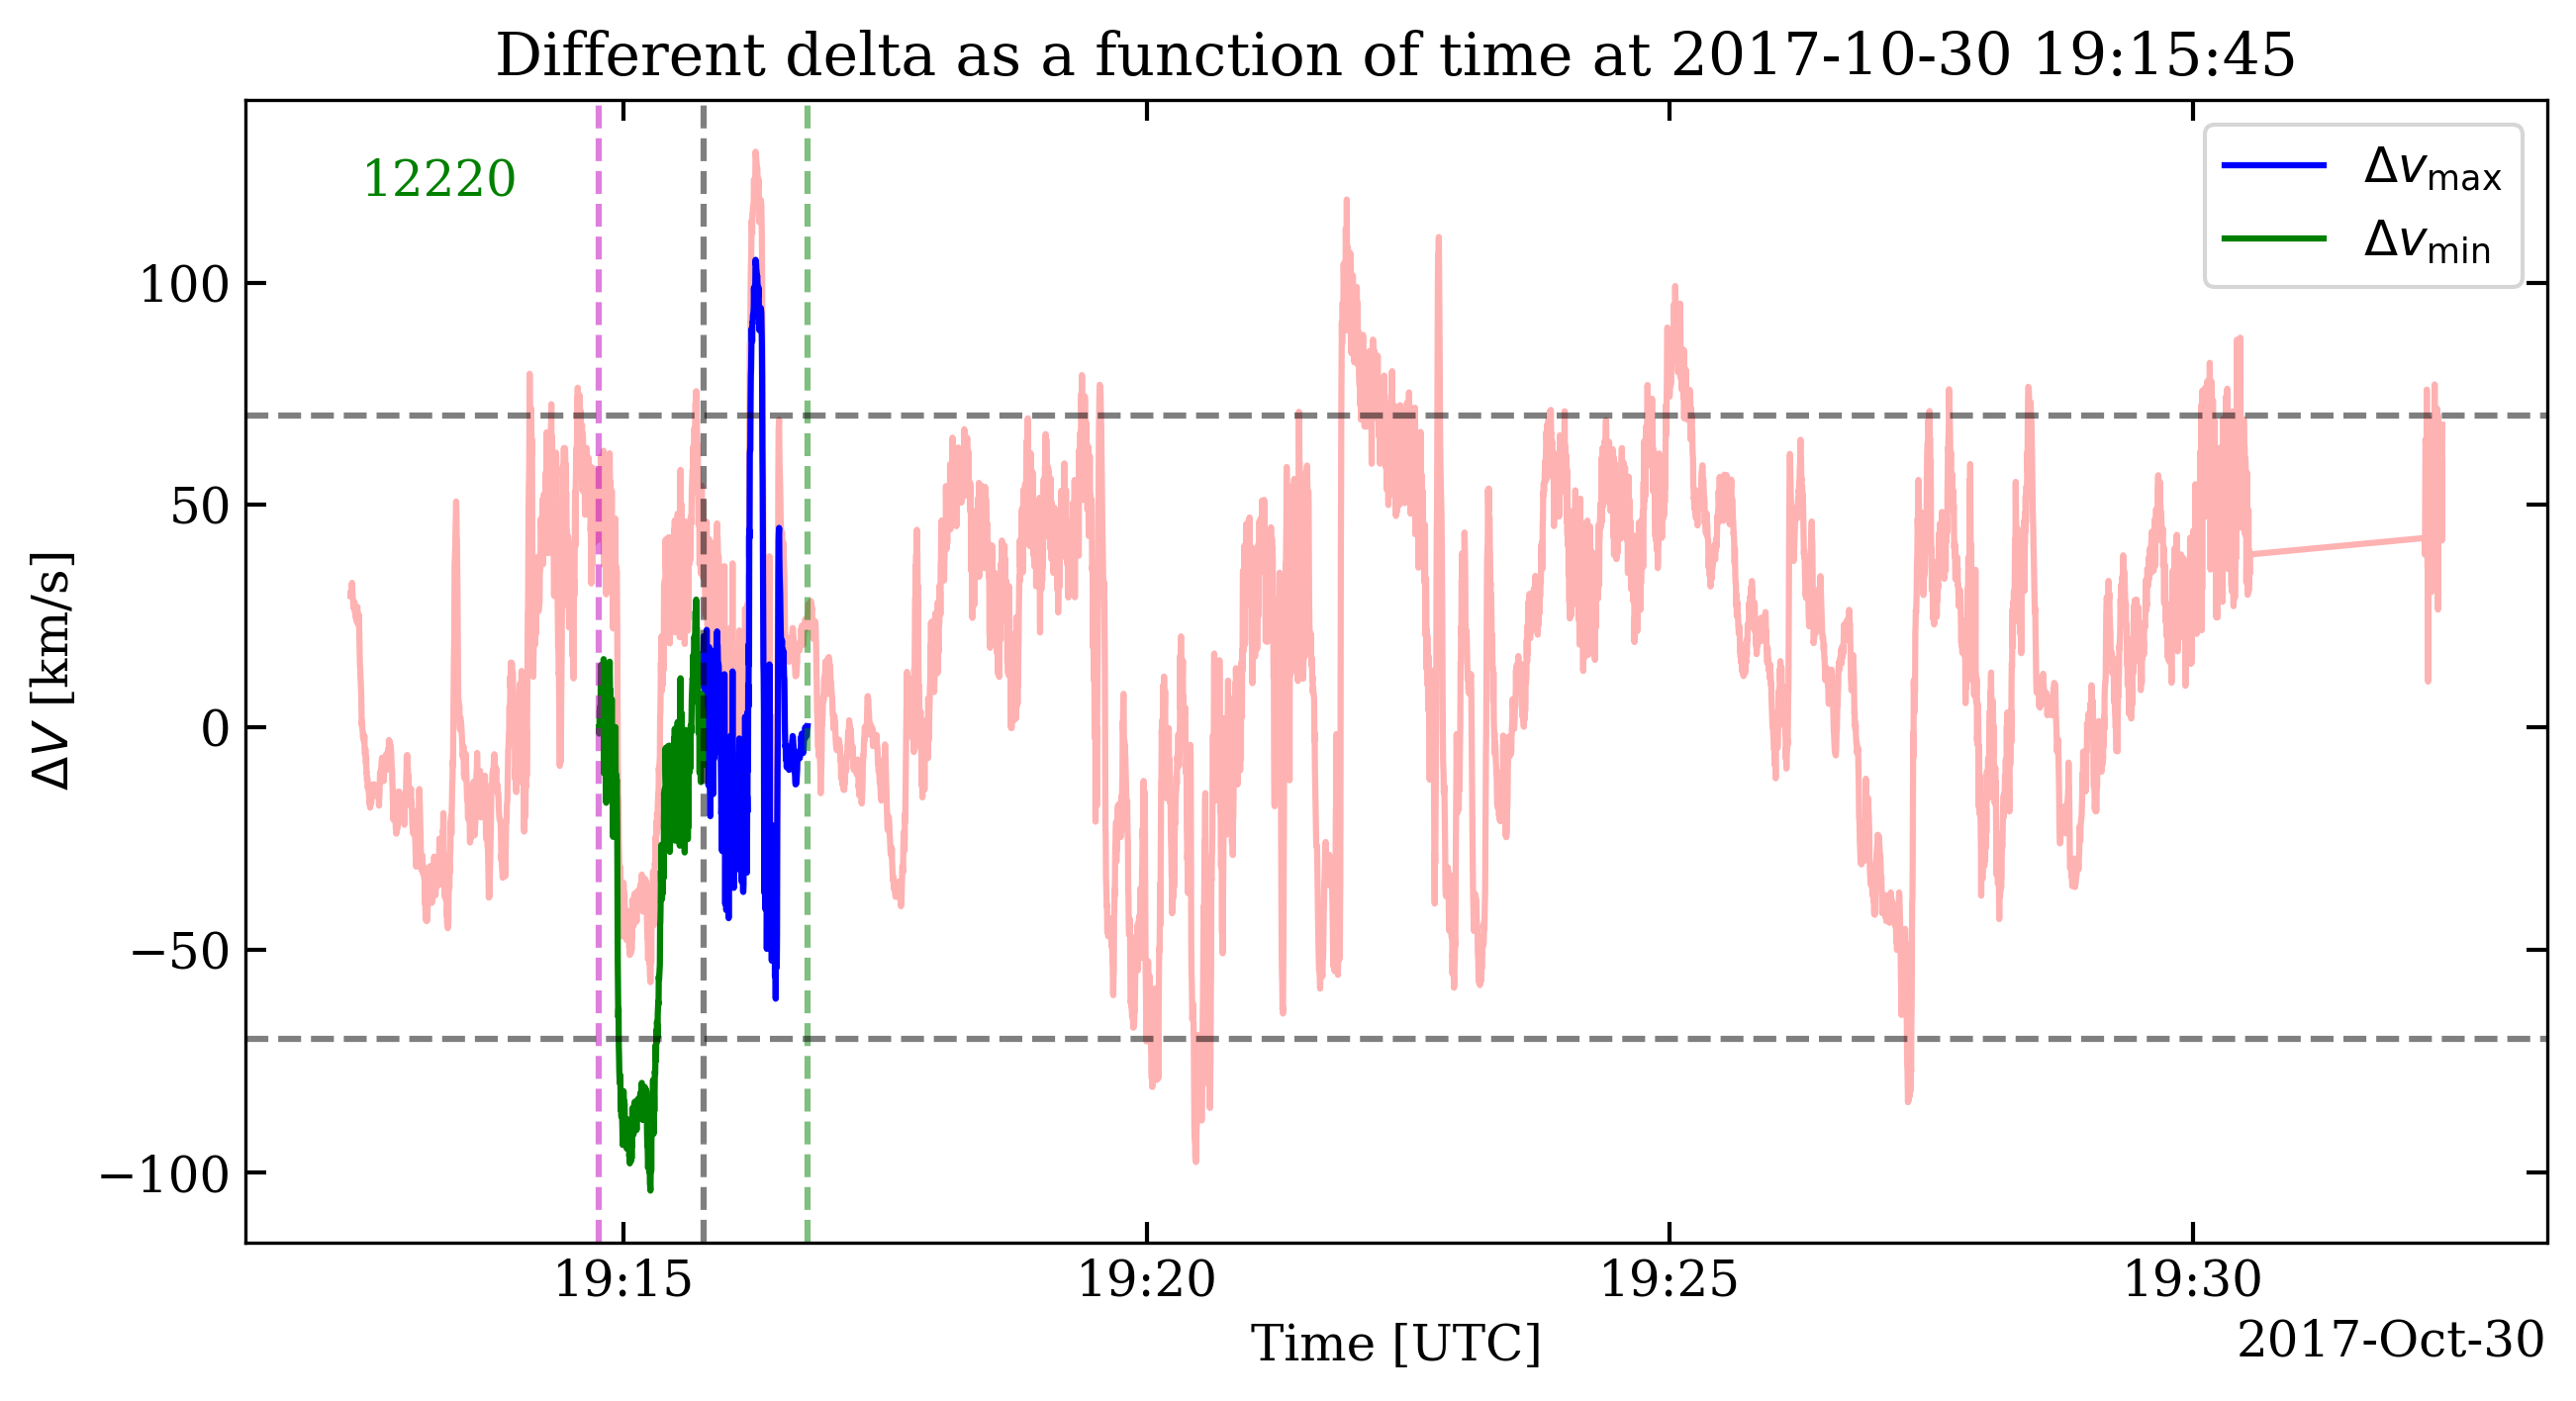 Different delta as a function of time at 2017-10-30 19:15:45
12220
Δv_max
Δv_min
100
50
0
−50
−100
ΔV [km/s]
19:15 19:20 19:25 19:30
Time [UTC]
2017-Oct-30